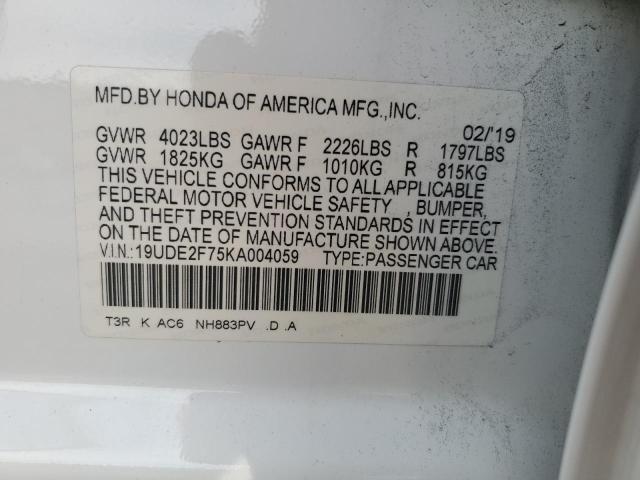 MFD.BY HONDA OF AMERICA MFG.,INC.
02/'19
GVWR 4023LBS GAWR F 2226LBS R 1797LBS
GVWR 1825KG GAWR F 1010KG R 815KG
THIS VEHICLE CONFORMS TO ALL APPLICABLE
FEDERAL MOTOR VEHICLE SAFETY , BUMPER,
AND THEFT PREVENTION STANDARDS IN EFFECT
ON THE DATE OF MANUFACTURE SHOWN ABOVE.
V.I.N.:19UDE2F75KA004059 TYPE:PASSENGER CAR
T3R K AC6 NH883PV .D .A